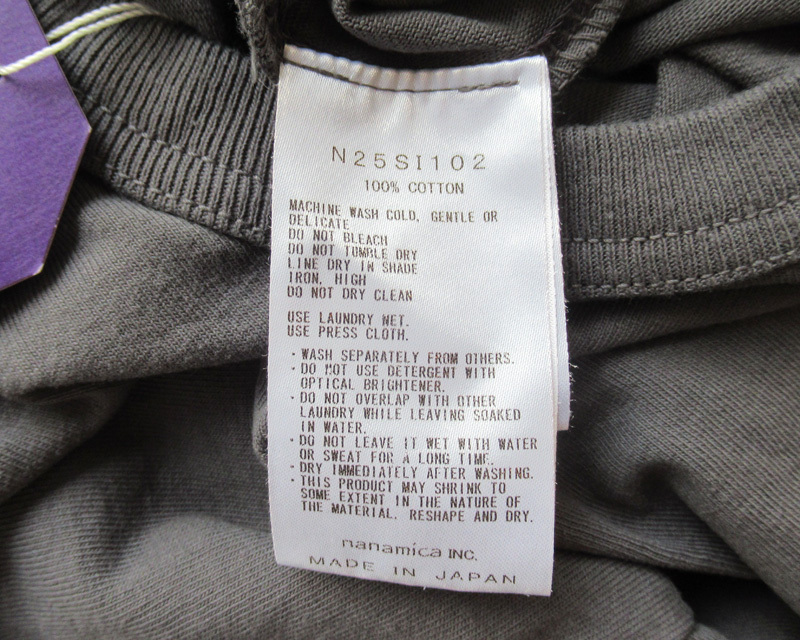 N25SI102
100% COTTON
MACHINE WASH COLD, GENTLE OR
DELICATE
DO NOT BLEACH
DO NOT TUMBLE DRY
LINE DRY IN SHADE
IRON, HIGH
DO NOT DRY CLEAN
USE LAUNDRY NET.
USE PRESS CLOTH.
・WASH SEPARATELY FROM OTHERS.
・DO NOT USE DETERGENT WITH
OPTICAL BRIGHTENER.
・DO NOT OVERLAP WITH OTHER
LAUNDRY WHILE LEAVING SOAKED
IN WATER.
・DO NOT LEAVE IT WET WITH WATER
OR SWEAT FOR A LONG TIME.
・DRY IMMEDIATELY AFTER WASHING.
・THIS PRODUCT MAY SHRINK TO
SOME EXTENT IN THE NATURE OF
THE MATERIAL. RESHAPE AND DRY.
nanamica INC.
MADE IN JAPAN